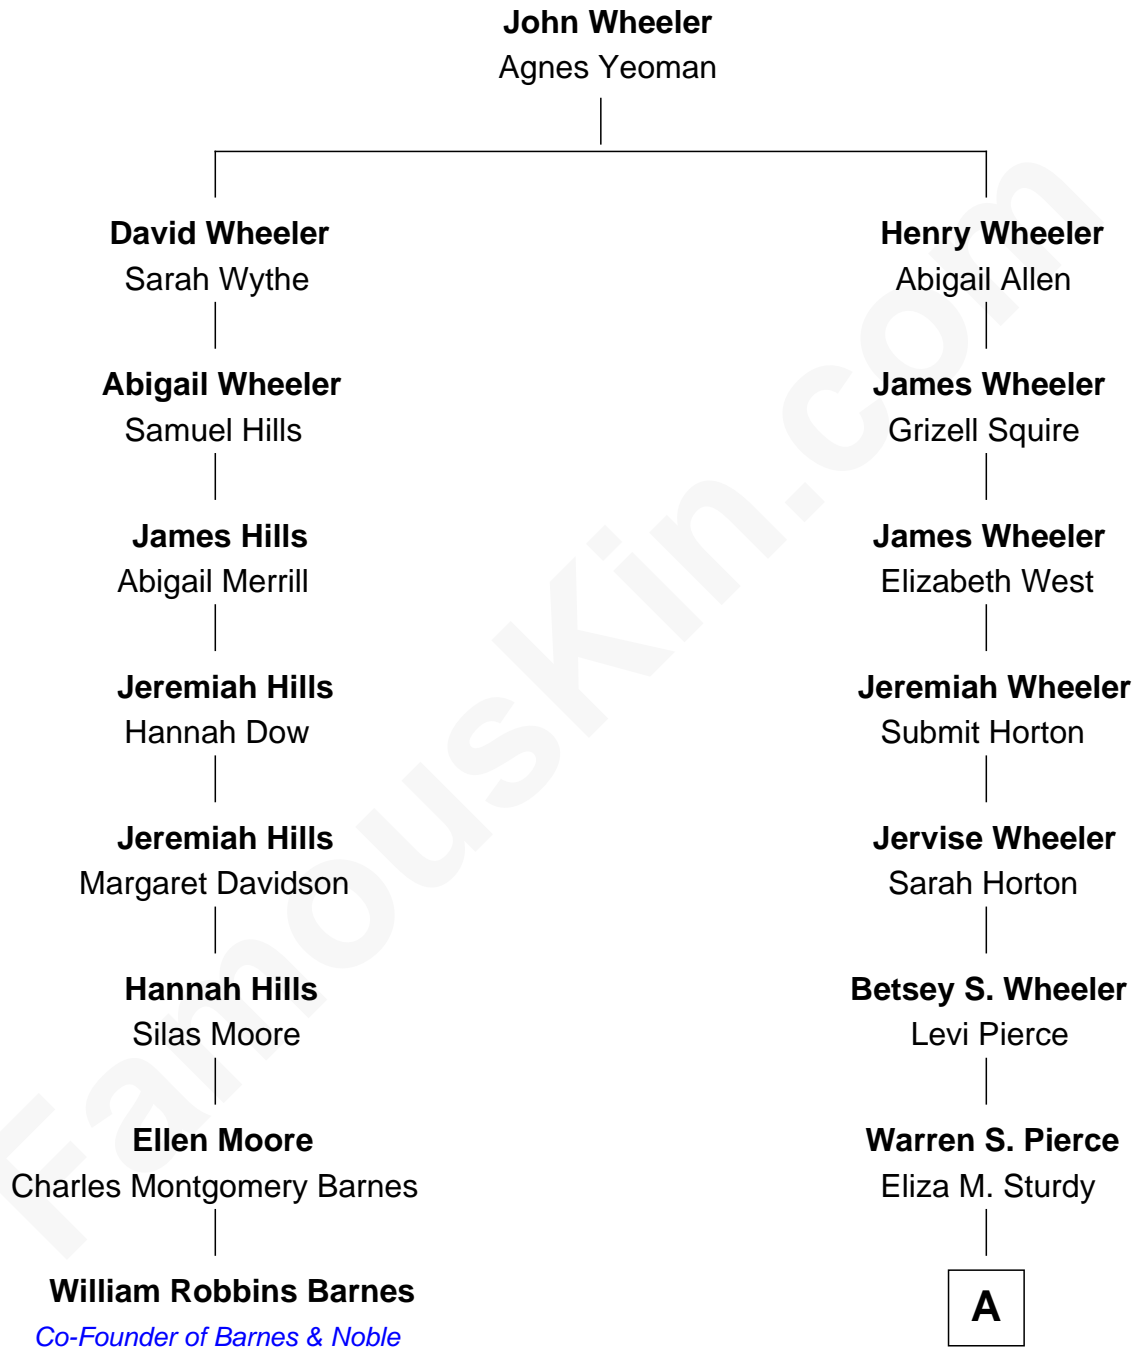 John Wheeler
Agnes Yeoman
David Wheeler
Sarah Wythe
Henry Wheeler
Abigail Allen
Abigail Wheeler
Samuel Hills
James Wheeler
Grizell Squire
James Hills
Abigail Merrill
James Wheeler
Elizabeth West
Jeremiah Hills
Hannah Dow
Jeremiah Wheeler
Submit Horton
Jeremiah Hills
Margaret Davidson
Jervise Wheeler
Sarah Horton
Hannah Hills
Silas Moore
Betsey S. Wheeler
Levi Pierce
Ellen Moore
Charles Montgomery Barnes
Warren S. Pierce
Eliza M. Sturdy
William Robbins Barnes
Co-Founder of Barnes & Noble
A
FamousKin.com